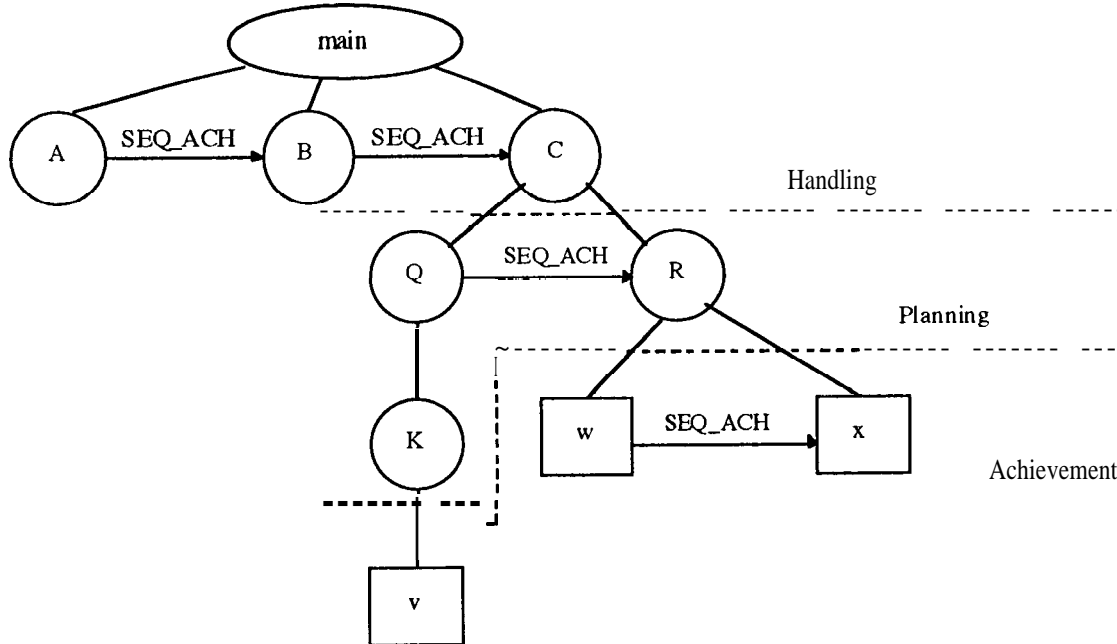 main
A
SEQ_ACH
B
SEQ_ACH
C
Handling
Q
SEQ_ACH
R
Planning
K
w
SEQ_ACH
x
Achievement
v